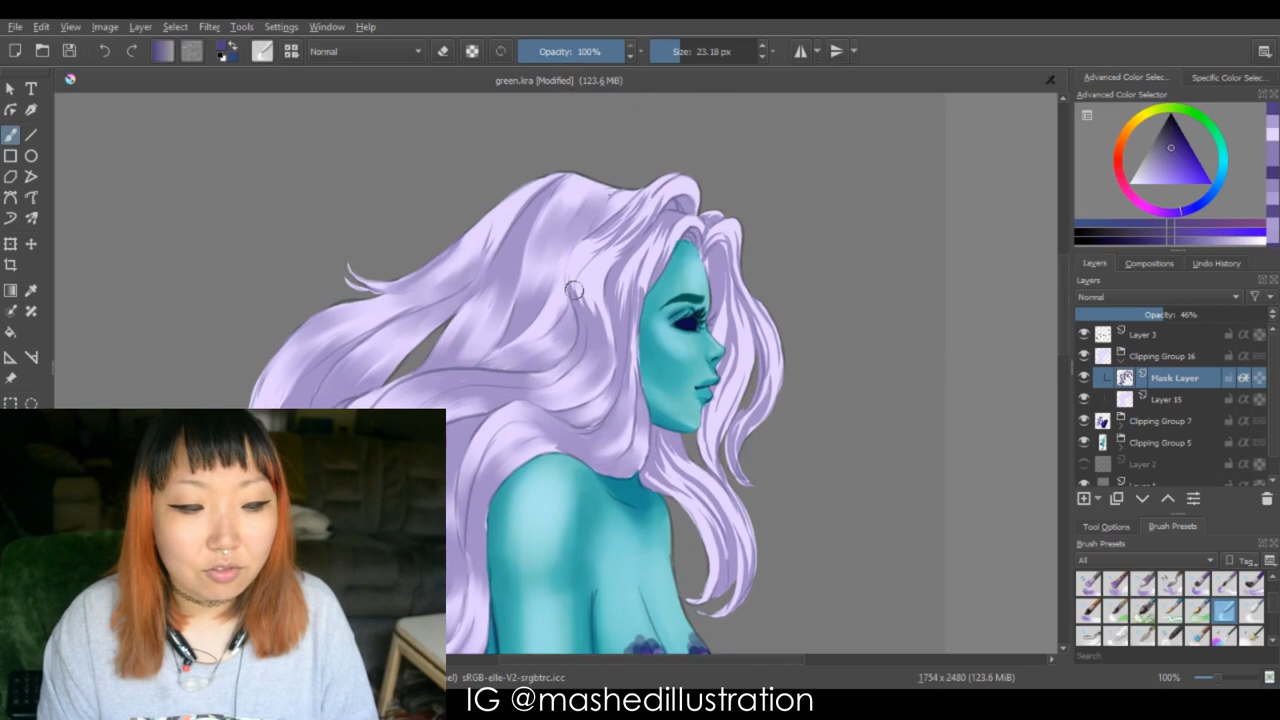 File Edit View Image Layer Select Filter Tools Settings Window Help
Normal Opacity: 100% Size: 23.18 px
green.kra [Modified] (123.6 MiB)
Advanced Color Selec... Specific Color Selec...
Advanced Color Selector
Layers Compositions Undo History
Layers
Normal
Opacity: 46%
Layer 3
Clipping Group 16
Mask Layer
Layer 15
Clipping Group 7
Clipping Group 5
Layer 2
Tool Options Brush Presets
Brush Presets
All Tag
Search
sRGB-elle-V2-srgbtrc.icc 1754 x 2480 (123.6 MiB) 100%
IG @mashedillustration